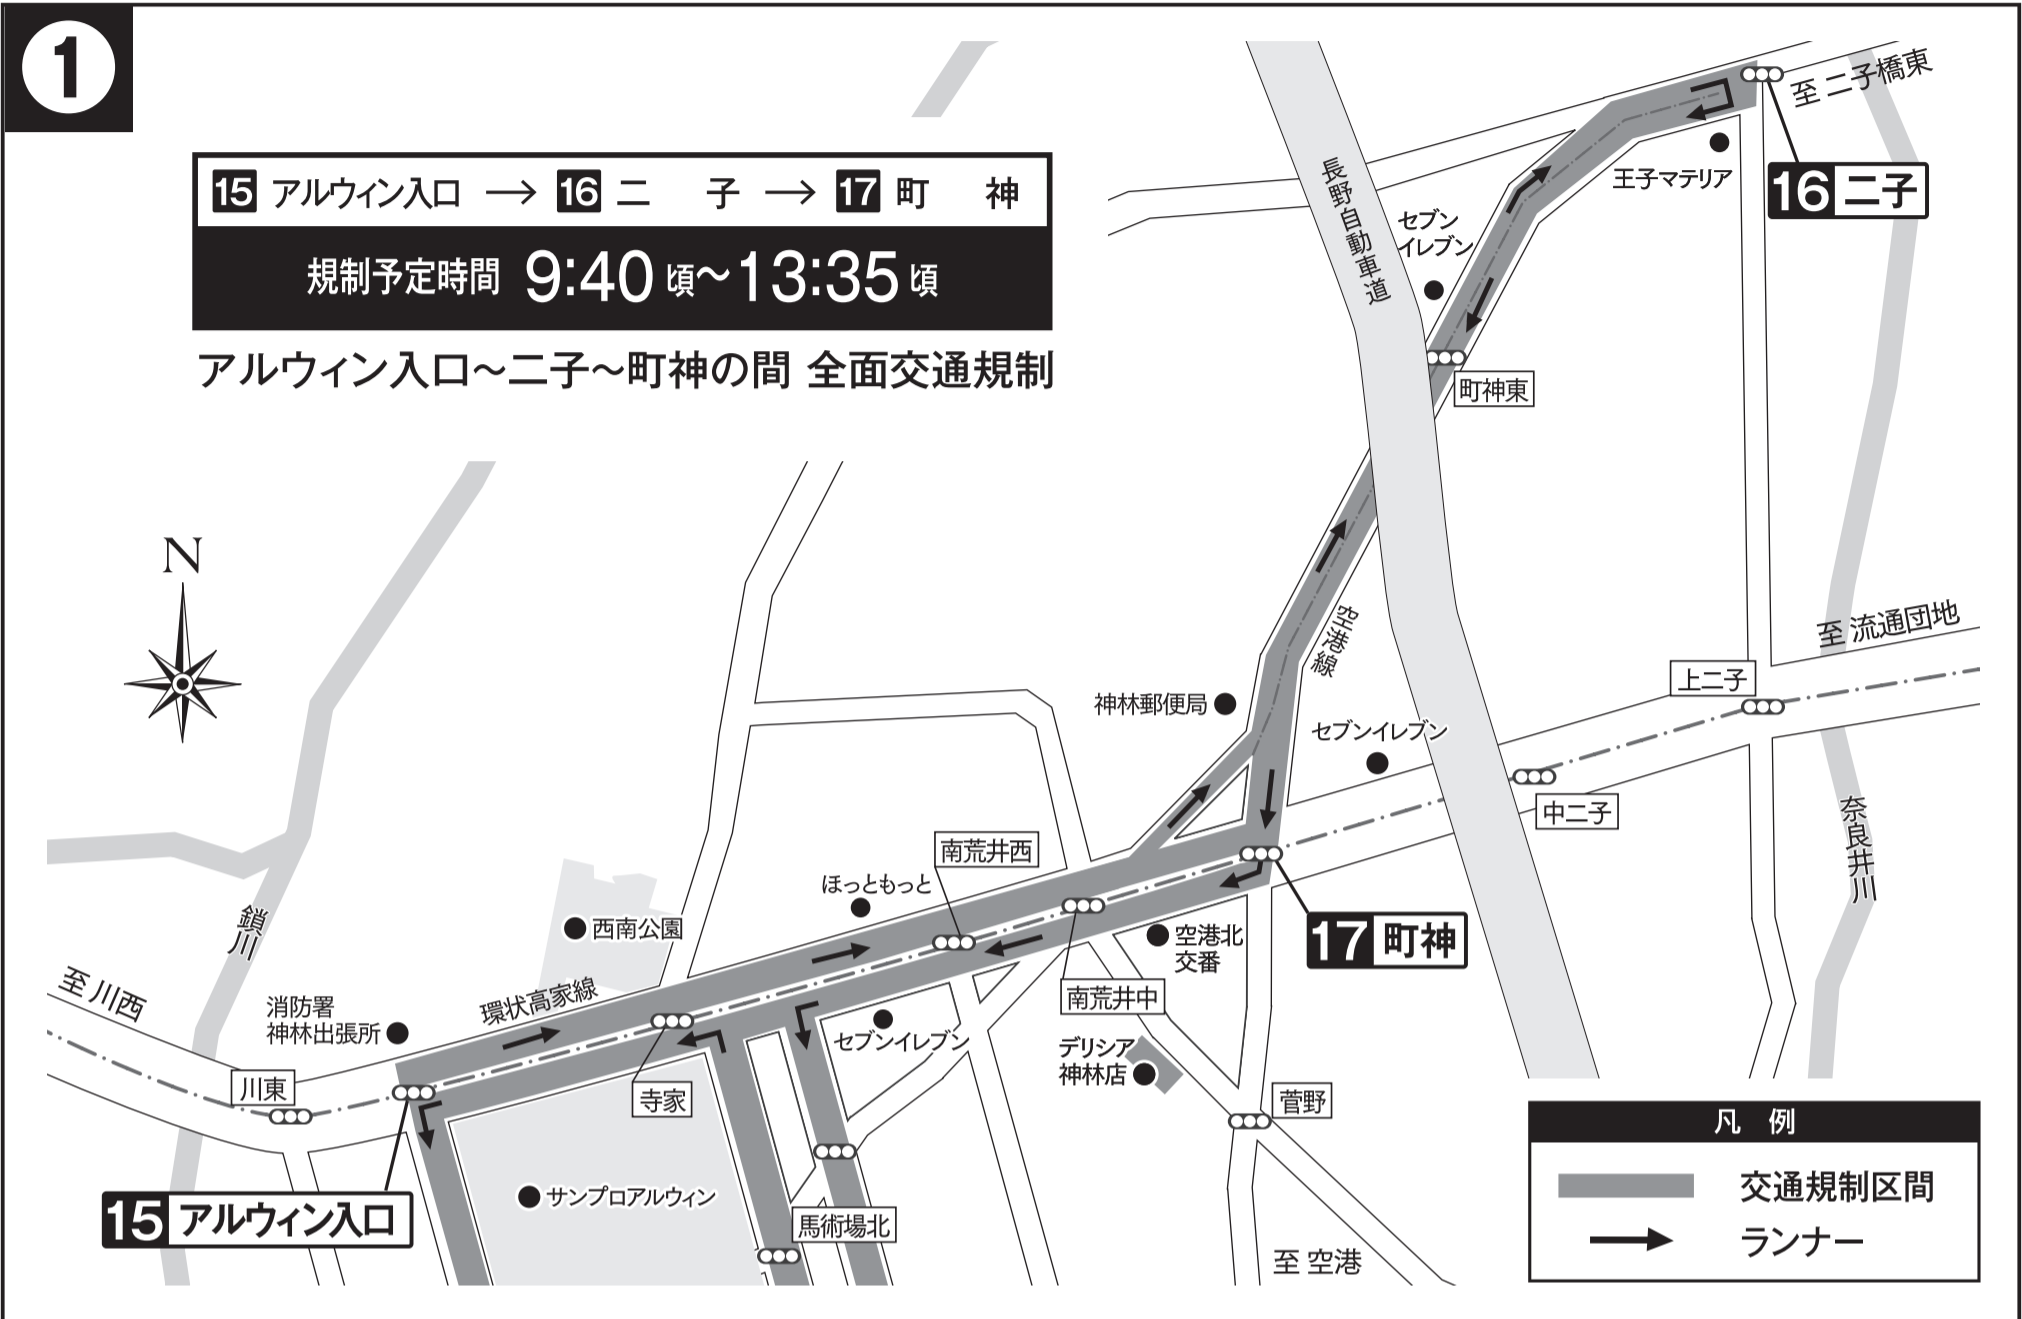 1
15 アルウィン入口 → 16 二 子 → 17 町 神
規制予定時間 9:40頃～13:35頃
アルウィン入口～二子～町神の間 全面交通規制
N
至 二子橋東
王子マテリア
16 二子
長野自動車道
セブン
イレブン
町神東
空港線
神林郵便局
セブンイレブン
至 流通団地
上二子
中二子
奈良井川
南荒井西
ほっともっと
西南公園
鎖川
至 川西
消防署
神林出張所
環状高家線
川東
寺家
セブンイレブン
南荒井中
空港北
交番
17 町神
デリシア
神林店
菅野
15 アルウィン入口
サンプロアルウィン
馬術場北
至 空港
凡 例
交通規制区間
ランナー